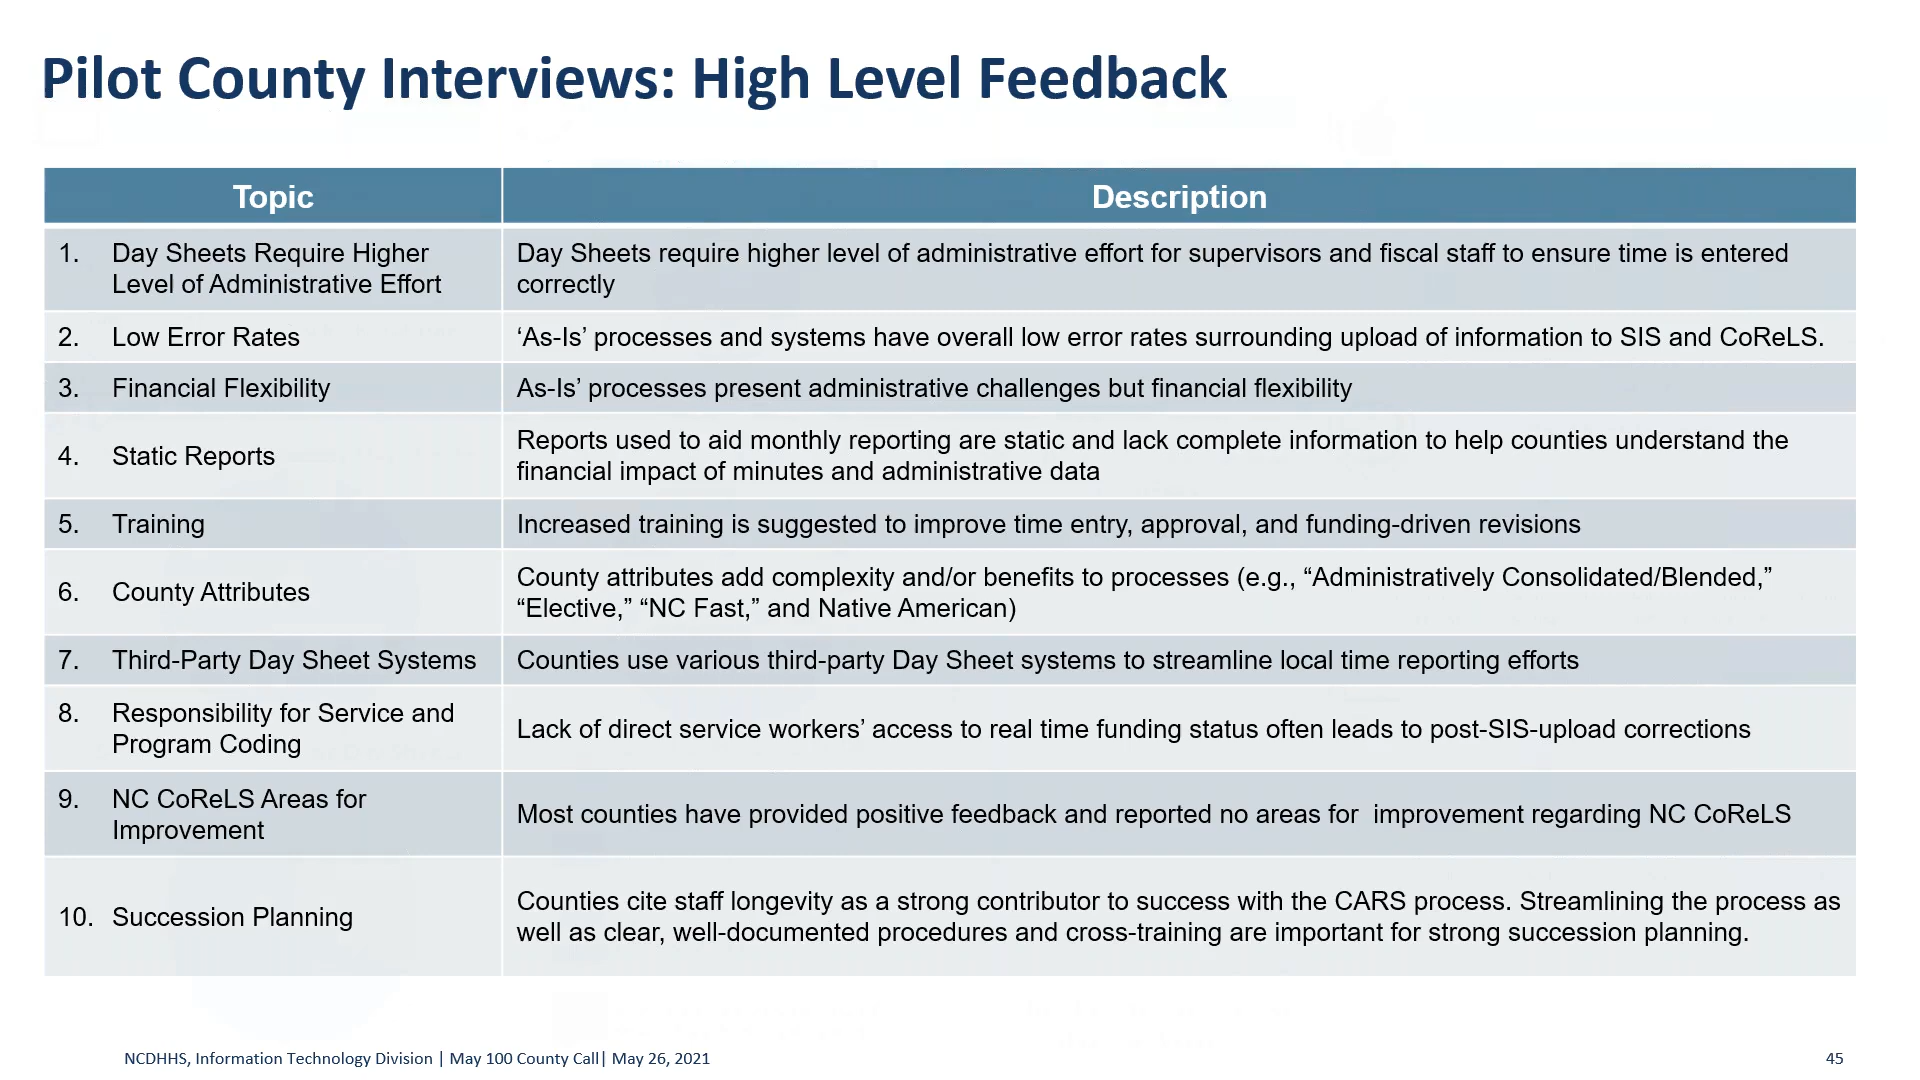 Pilot County Interviews: High Level Feedback
Topic
Description
1. Day Sheets Require Higher
Level of Administrative Effort
Day Sheets require higher level of administrative effort for supervisors and fiscal staff to ensure time is entered
correctly
2. Low Error Rates
‘As-Is’ processes and systems have overall low error rates surrounding upload of information to SIS and CoReLS.
3. Financial Flexibility
As-Is’ processes present administrative challenges but financial flexibility
4. Static Reports
Reports used to aid monthly reporting are static and lack complete information to help counties understand the
financial impact of minutes and administrative data
5. Training
Increased training is suggested to improve time entry, approval, and funding-driven revisions
6. County Attributes
County attributes add complexity and/or benefits to processes (e.g., “Administratively Consolidated/Blended,”
“Elective,” “NC Fast,” and Native American)
7. Third-Party Day Sheet Systems
Counties use various third-party Day Sheet systems to streamline local time reporting efforts
8. Responsibility for Service and
Program Coding
Lack of direct service workers’ access to real time funding status often leads to post-SIS-upload corrections
9. NC CoReLS Areas for
Improvement
Most counties have provided positive feedback and reported no areas for  improvement regarding NC CoReLS
10. Succession Planning
Counties cite staff longevity as a strong contributor to success with the CARS process. Streamlining the process as
well as clear, well-documented procedures and cross-training are important for strong succession planning.
NCDHHS, Information Technology Division | May 100 County Call| May 26, 2021
45